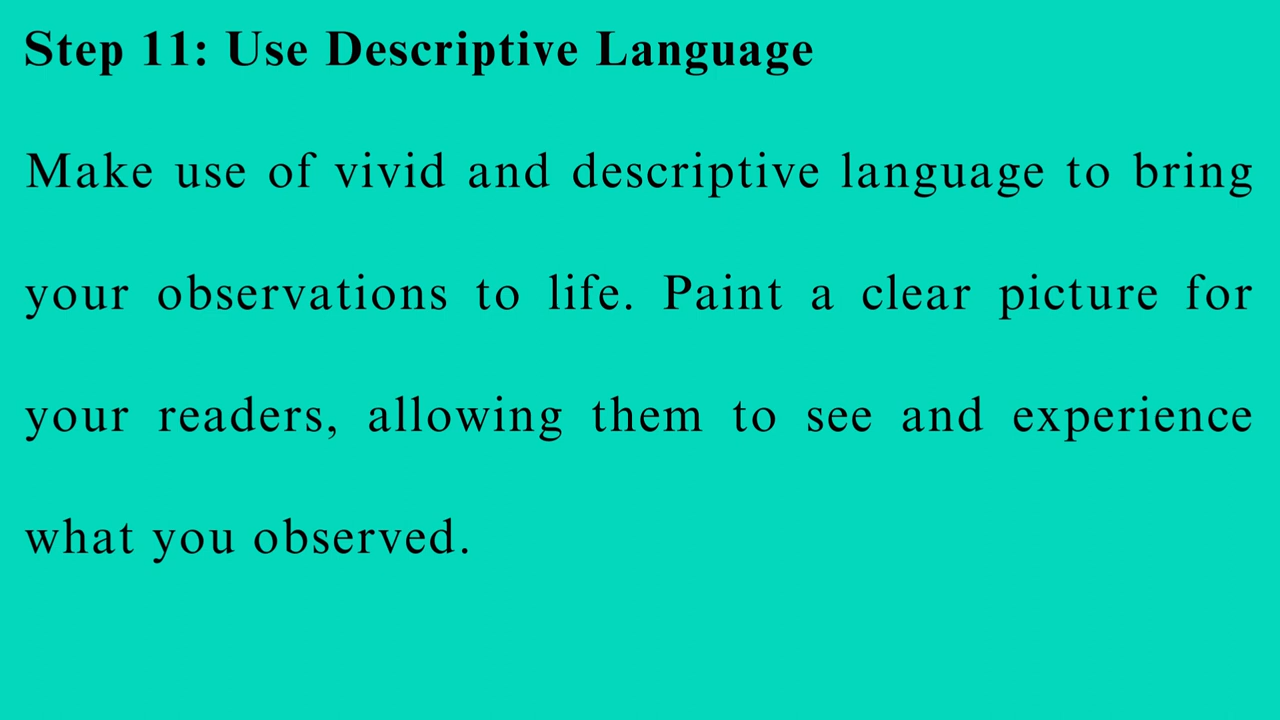 Step 11: Use Descriptive Language
Make use of vivid and descriptive language to bring
your observations to life. Paint a clear picture for
your readers, allowing them to see and experience
what you observed.